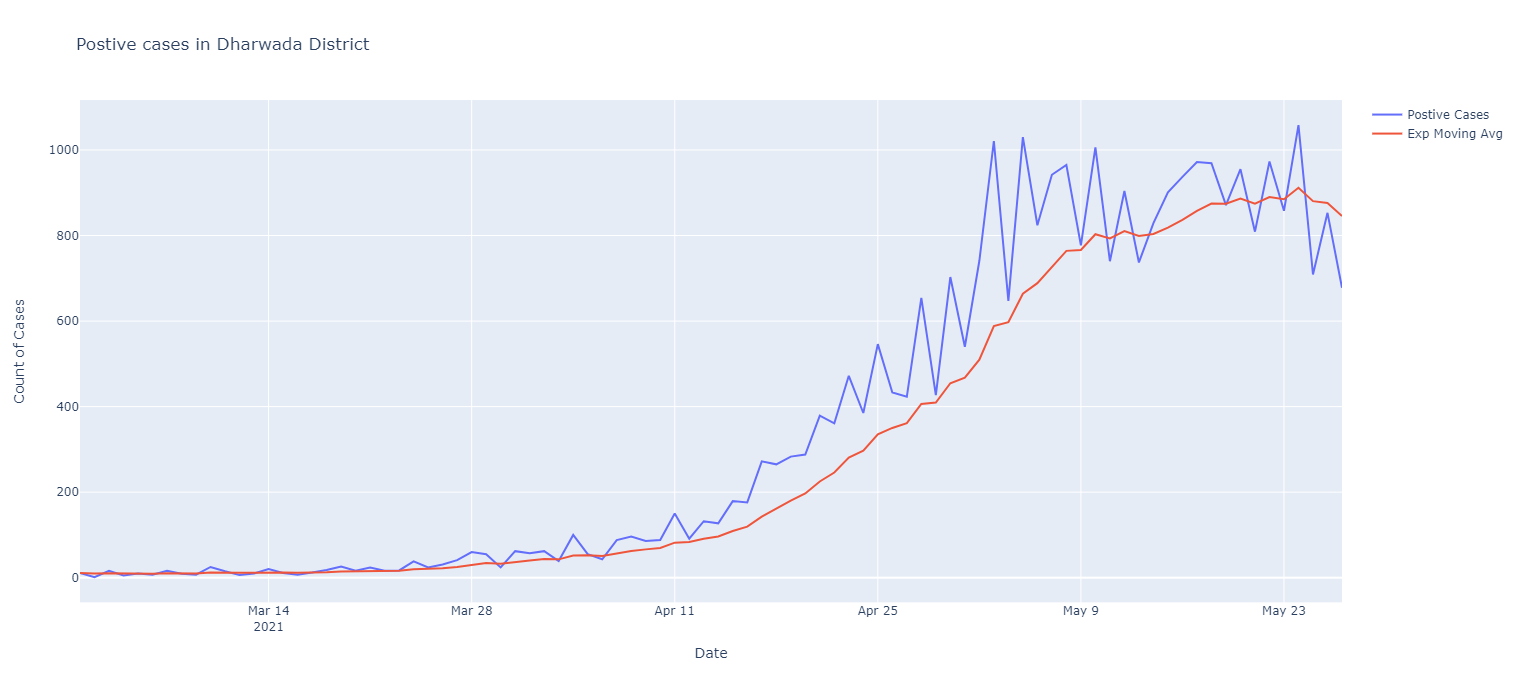 Postive cases in Dharwada District
Postive Cases
Exp Moving Avg
1000
800
600
400
200
0
Count of Cases
Mar 14
2021
Mar 28
Apr 11
Apr 25
May 9
May 23
Date